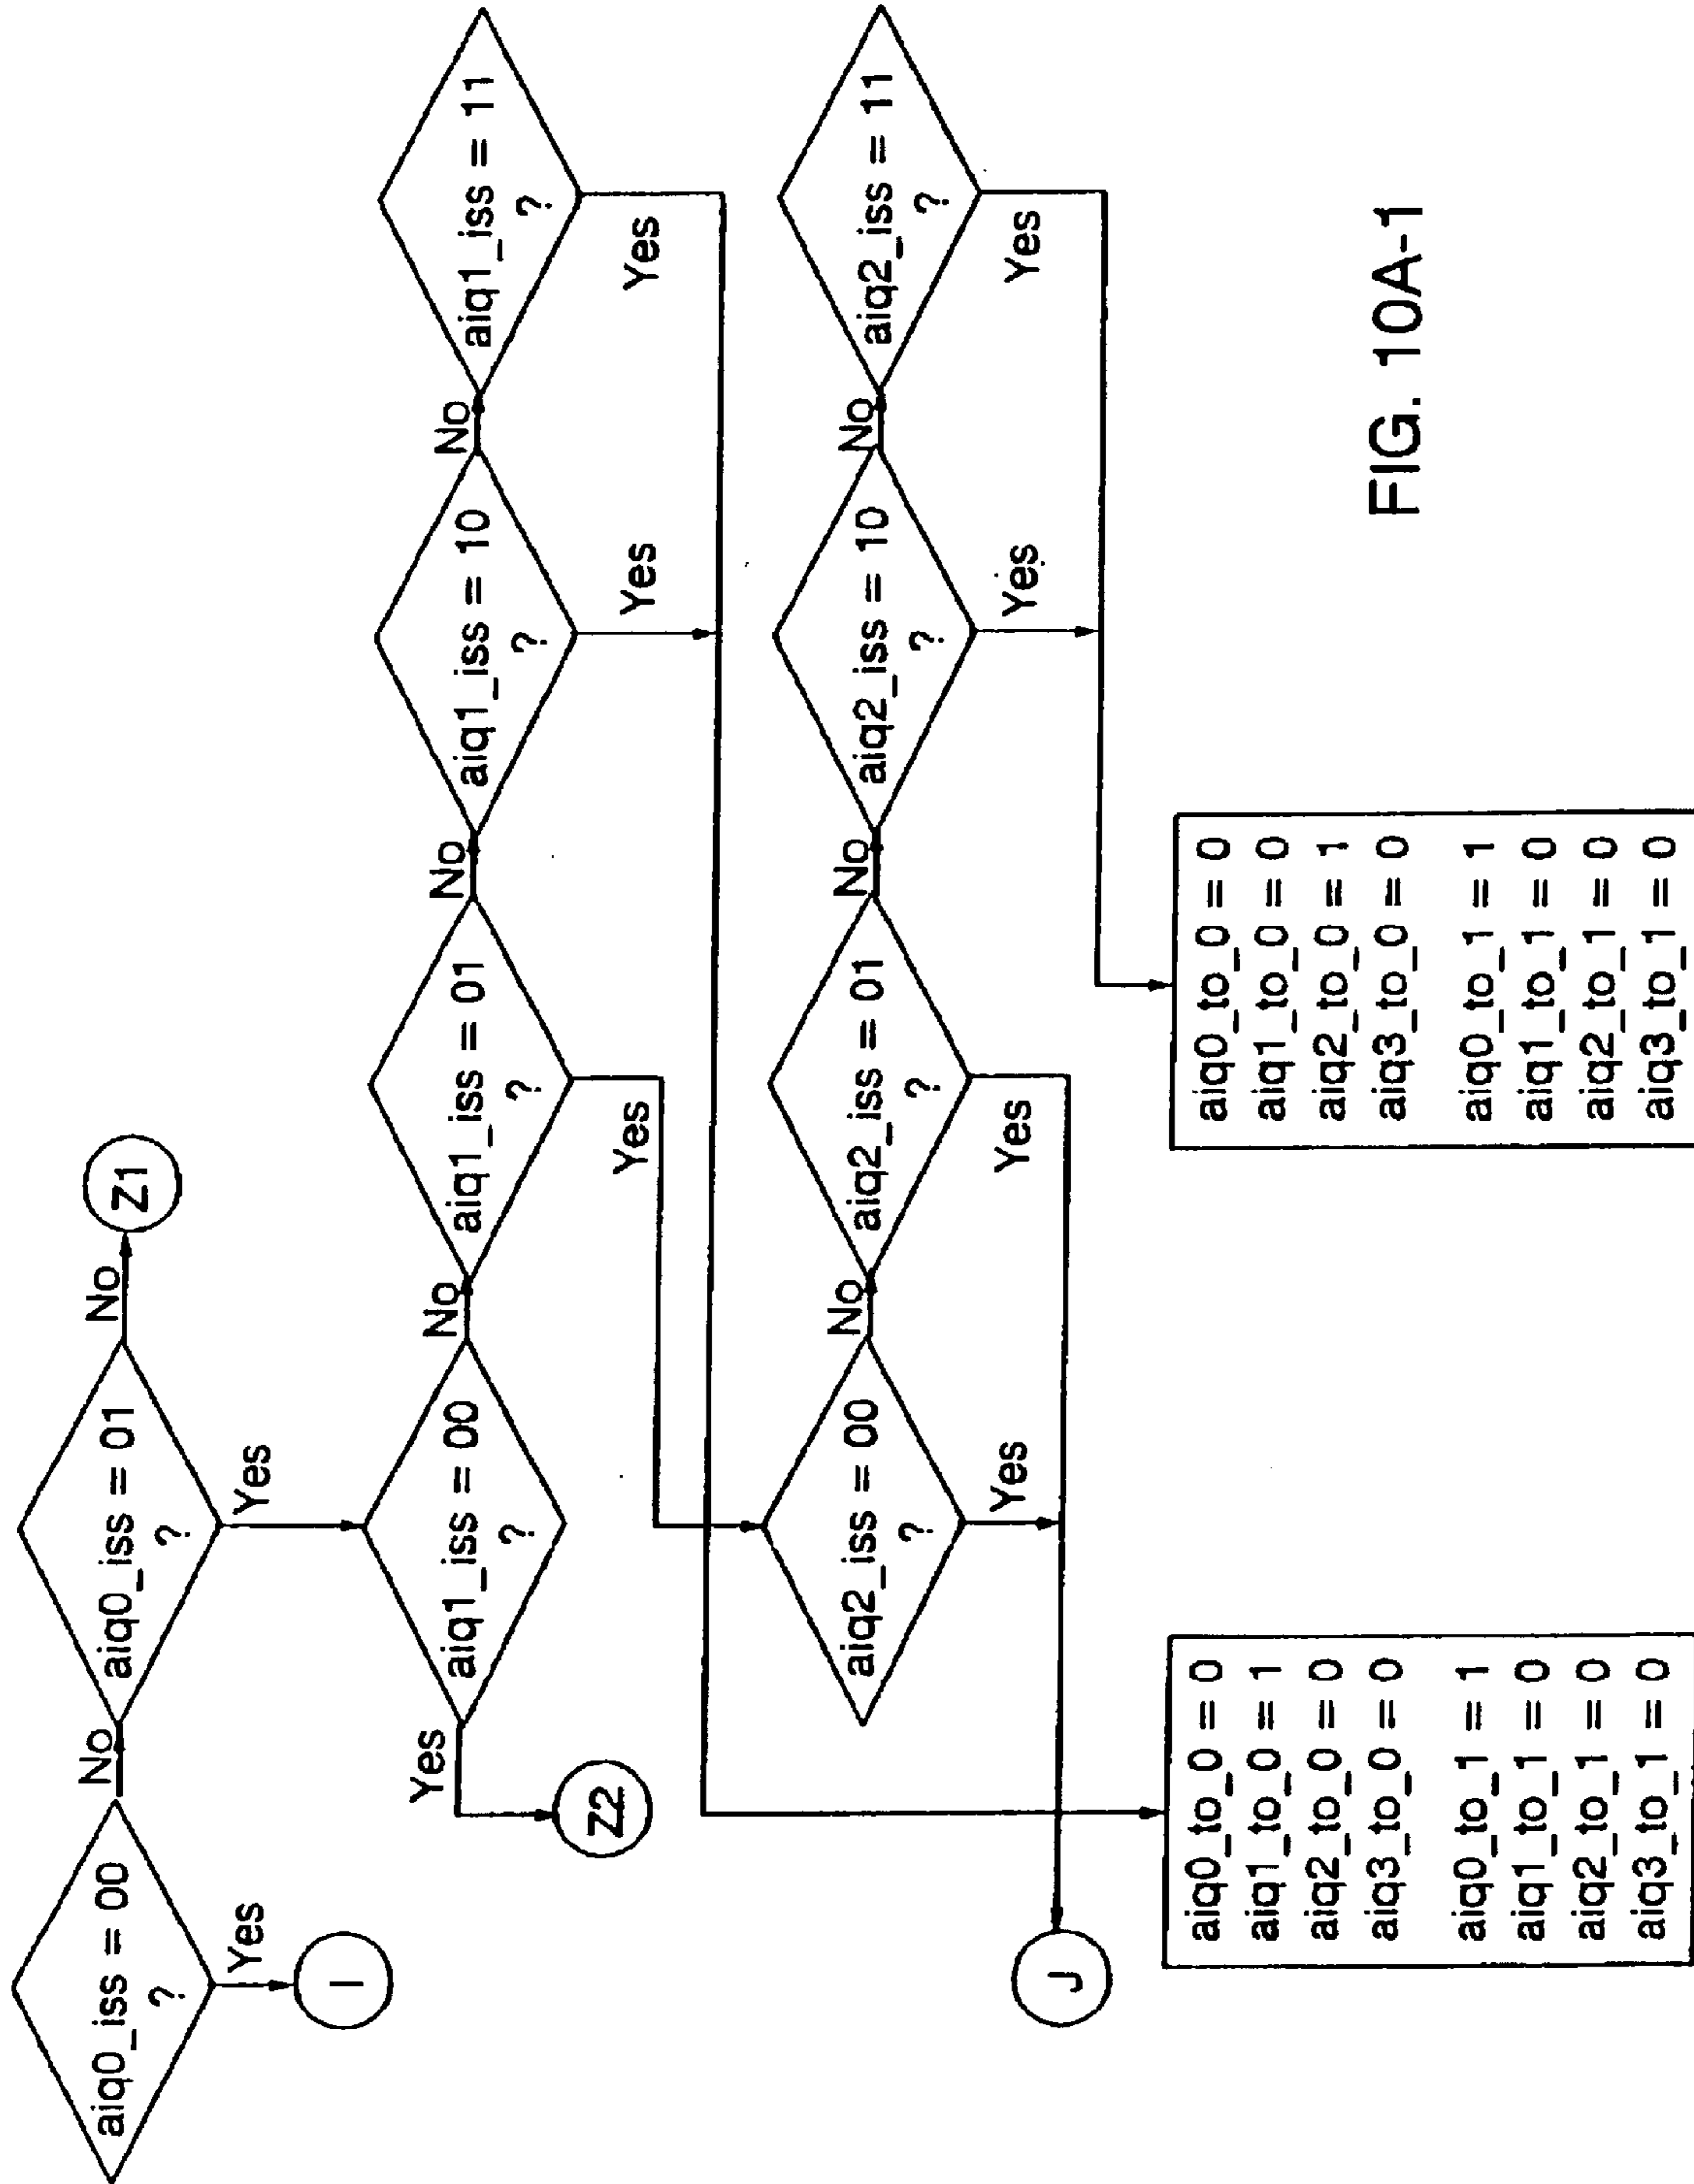 aiq0_iss = 00
?
No
Yes
I
aiq0_iss = 01
?
No
Z1
Yes
aiq1_iss = 00
?
Yes
Z2
No
aiq1_iss = 01
?
No
Yes
aiq1_iss = 10
?
No
Yes
aiq1_iss = 11
?
Yes
aiq2_iss = 00
?
No
Yes
aiq2_iss = 01
?
No
Yes
aiq2_iss = 10
?
No
Yes
aiq2_iss = 11
?
Yes
J
aiq0_to_0 = 0
aiq1_to_0 = 1
aiq2_to_0 = 0
aiq3_to_0 = 0
aiq0_to_1 = 1
aiq1_to_1 = 0
aiq2_to_1 = 0
aiq3_to_1 = 0
aiq0_to_0 = 0
aiq1_to_0 = 0
aiq2_to_0 = 1
aiq3_to_0 = 0
aiq0_to_1 = 1
aiq1_to_1 = 0
aiq2_to_1 = 0
aiq3_to_1 = 0
FIG. 10A-1